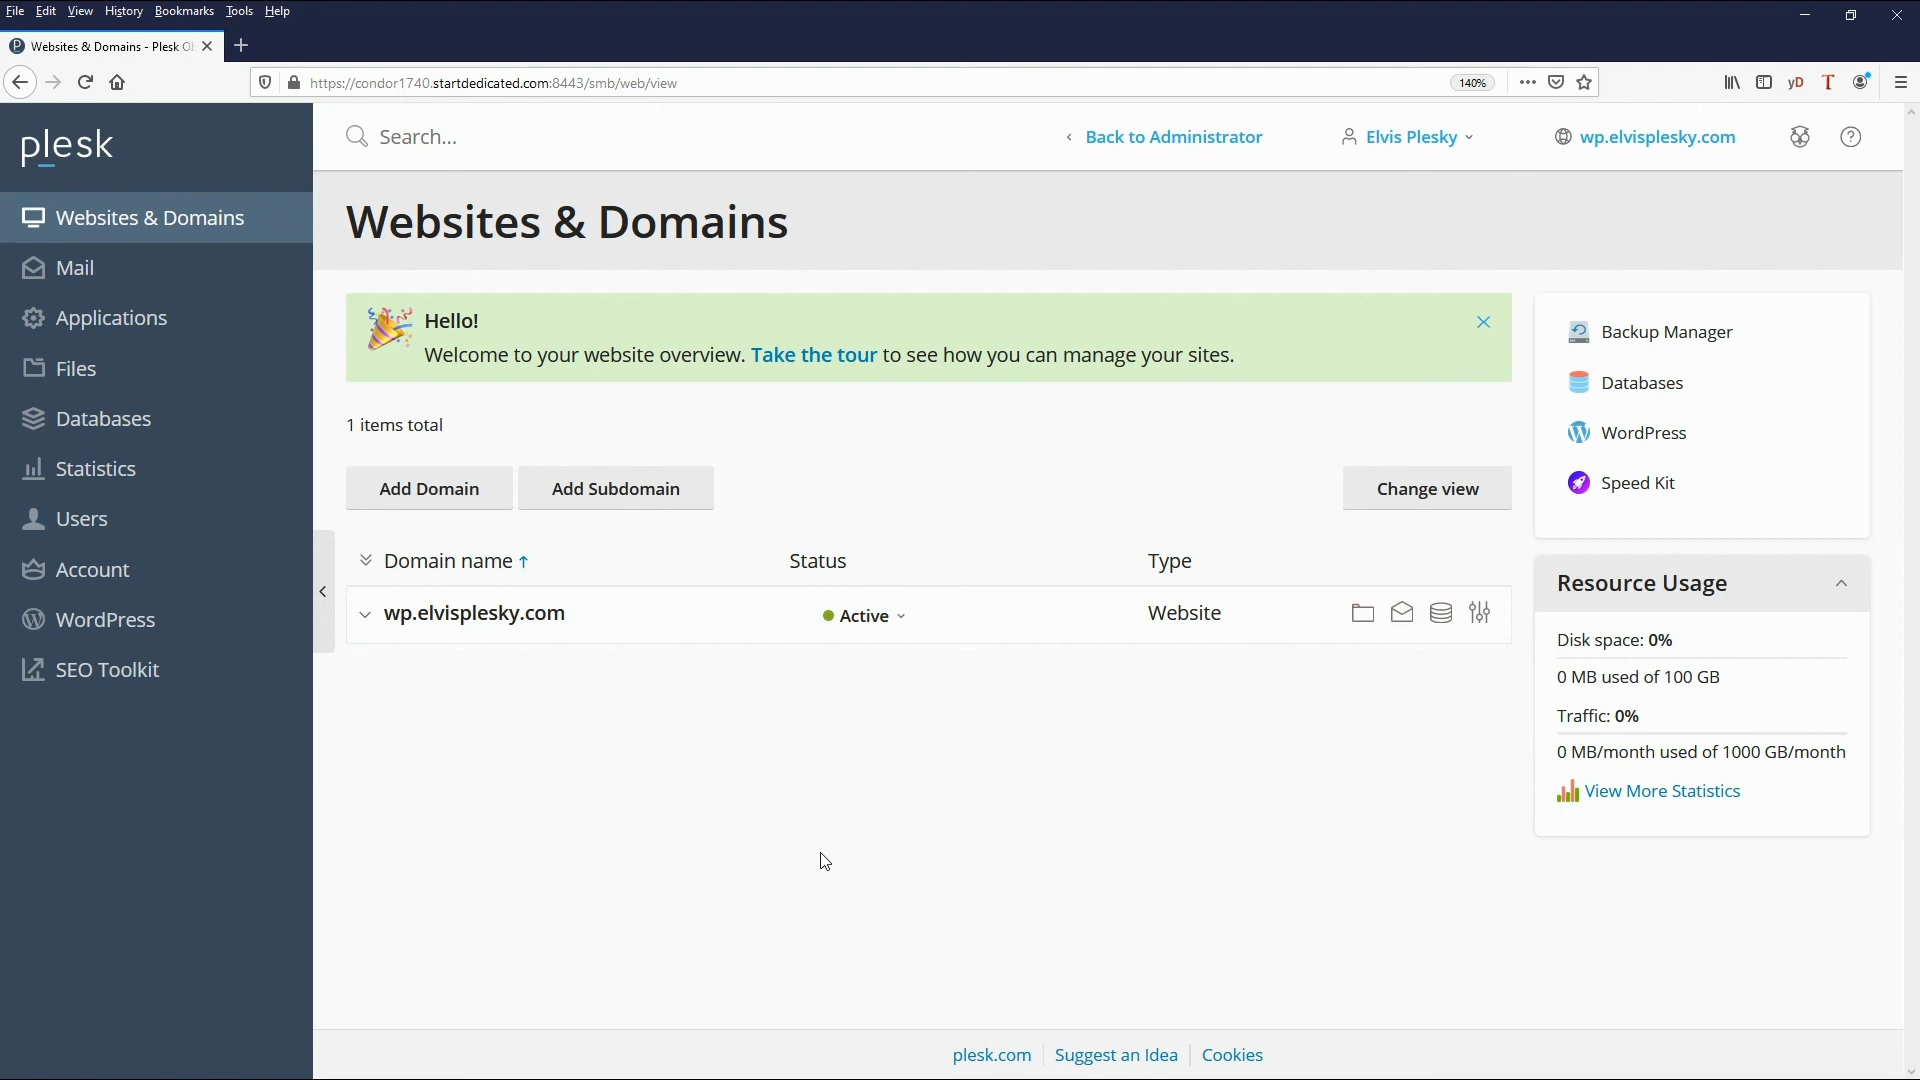 File Edit View History Bookmarks Tools Help
Websites & Domains - Plesk O
https://condor1740.startdedicated.com:8443/smb/web/view
140%
yD
T
plesk
Search...
Back to Administrator
Elvis Plesky
wp.elvisplesky.com
Websites & Domains
Mail
Applications
Files
Databases
Statistics
Users
Account
WordPress
SEO Toolkit
Websites & Domains
Hello!
Welcome to your website overview. Take the tour to see how you can manage your sites.
1 items total
Add Domain
Add Subdomain
Change view
Domain name ↑ Status Type
wp.elvisplesky.com Active Website
Backup Manager
Databases
WordPress
Speed Kit
Resource Usage
Disk space: 0%
0 MB used of 100 GB
Traffic: 0%
0 MB/month used of 1000 GB/month
View More Statistics
plesk.com Suggest an Idea Cookies